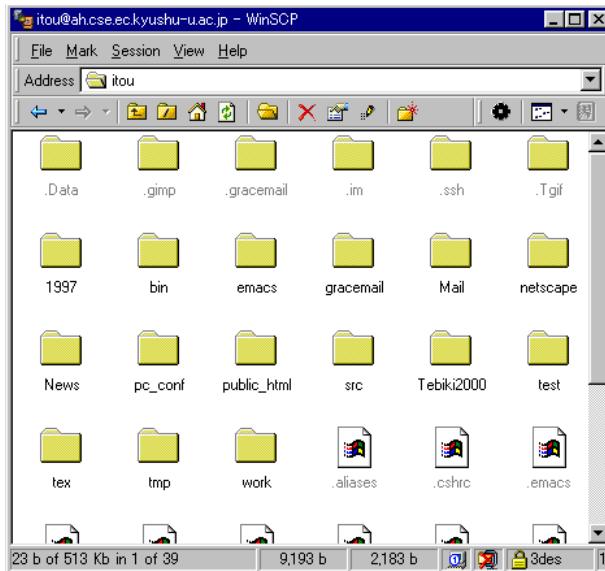 itou@ah.cse.ec.kyushu-u.ac.jp - WinSCP
File Mark Session View Help
Address itou
.Data .gimp .gracemail .im .ssh .Tgif
1997 bin emacs gracemail Mail netscape
News pc_conf public_html src Tebiki2000 test
tex tmp work .aliases .cshrc .emacs
23 b of 513 Kb in 1 of 39 9,193 b 2,183 b 3des